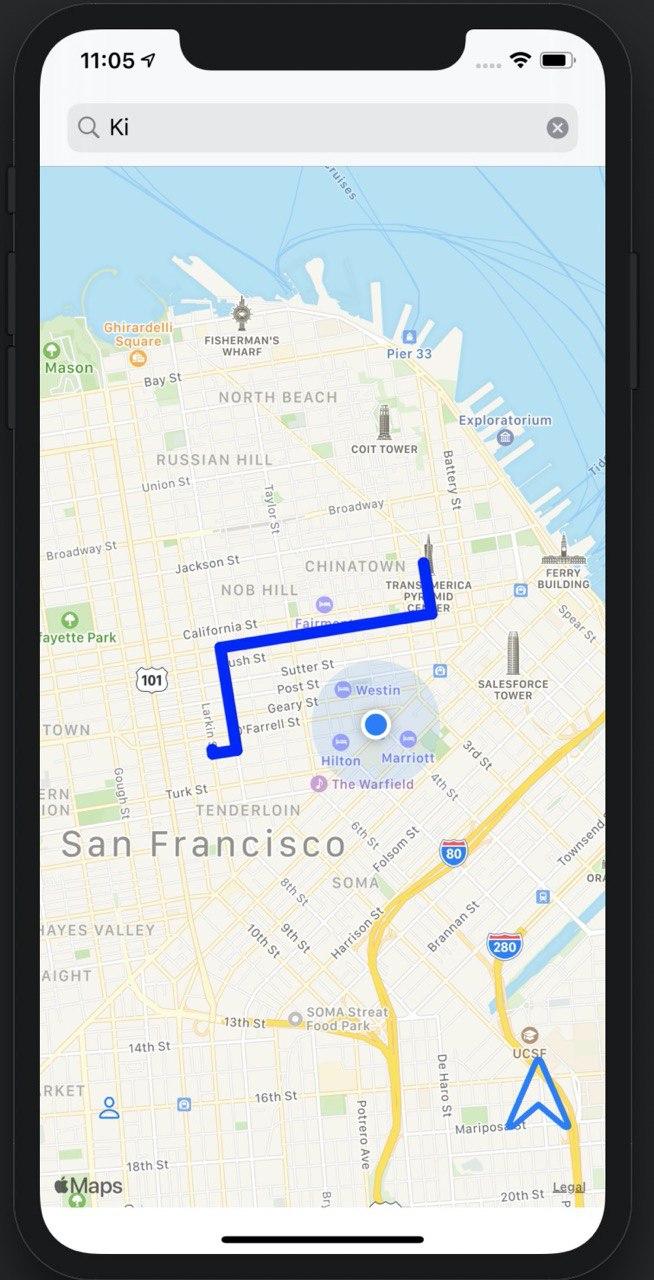 11:05
Ki
Cruises
Ghirardelli
Square
FISHERMAN'S
WHARF
Mason
Pier 33
Bay St
NORTH BEACH
Exploratorium
COIT TOWER
RUSSIAN HILL
Union St
Taylor St
Battery St
Broadway
Broadway St
Jackson St
CHINATOWN
NOB HILL
TRANSAMERICA
PYRAMID
CENTER
FERRY
BUILDING
Fairmont
fayette Park
California St
Spear St
ush St
Sutter St
101
Post St
Westin
SALESFORCE
TOWER
Geary St
Larkin S
O'Farrell St
TOWN
Hilton
Marriott
3rd St
The Warfield
4th St
Gough St
Turk St
ERN
ION
TENDERLOIN
San Francisco
6th St
Folsom St
80
Townsend
SOMA
ORA
8th St
Harrison St
Brannan St
HAYES VALLEY
10th St
9th St
280
AIGHT
SOMA Streat
Food Park
13th St
14th St
UCSF
RKET
De Haro St
16th St
Potrero Ave
Mariposa St
18th St
Maps
Legal
20th St